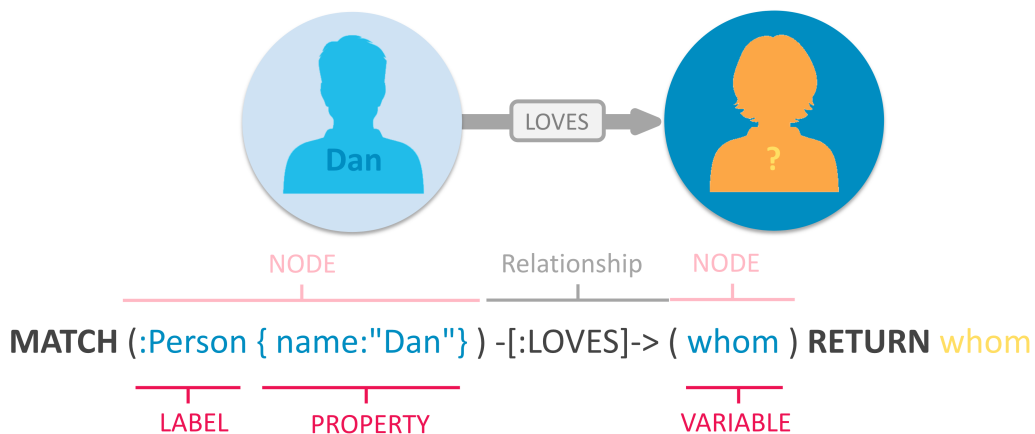 LOVES
Dan
?
NODE Relationship NODE
MATCH (:Person { name:"Dan"} ) -[:LOVES]-> ( whom ) RETURN whom
LABEL PROPERTY VARIABLE